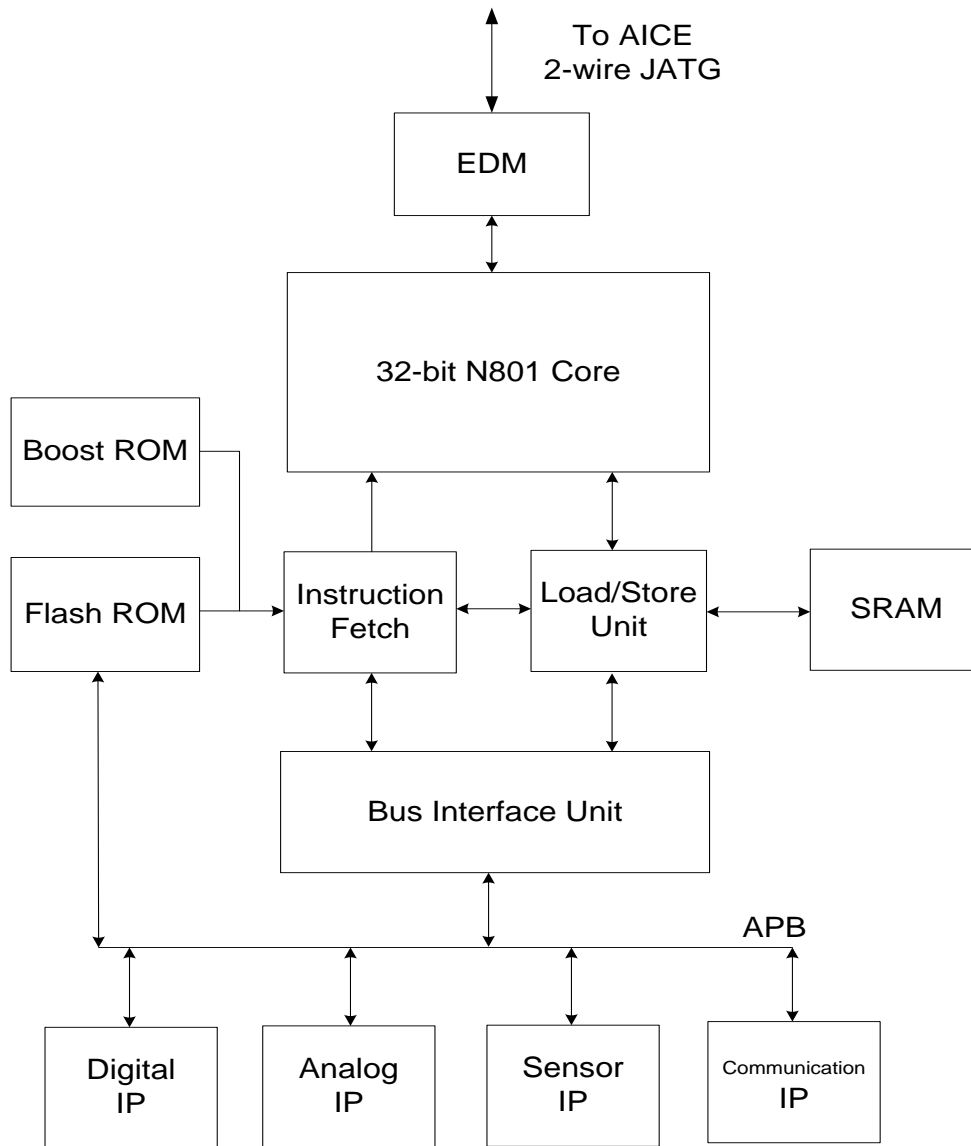 To AICE
2-wire JATG
EDM
32-bit N801 Core
Boost ROM
Flash ROM
Instruction
Fetch
Load/Store
Unit
SRAM
Bus Interface Unit
APB
Digital
IP
Analog
IP
Sensor
IP
Communication
IP